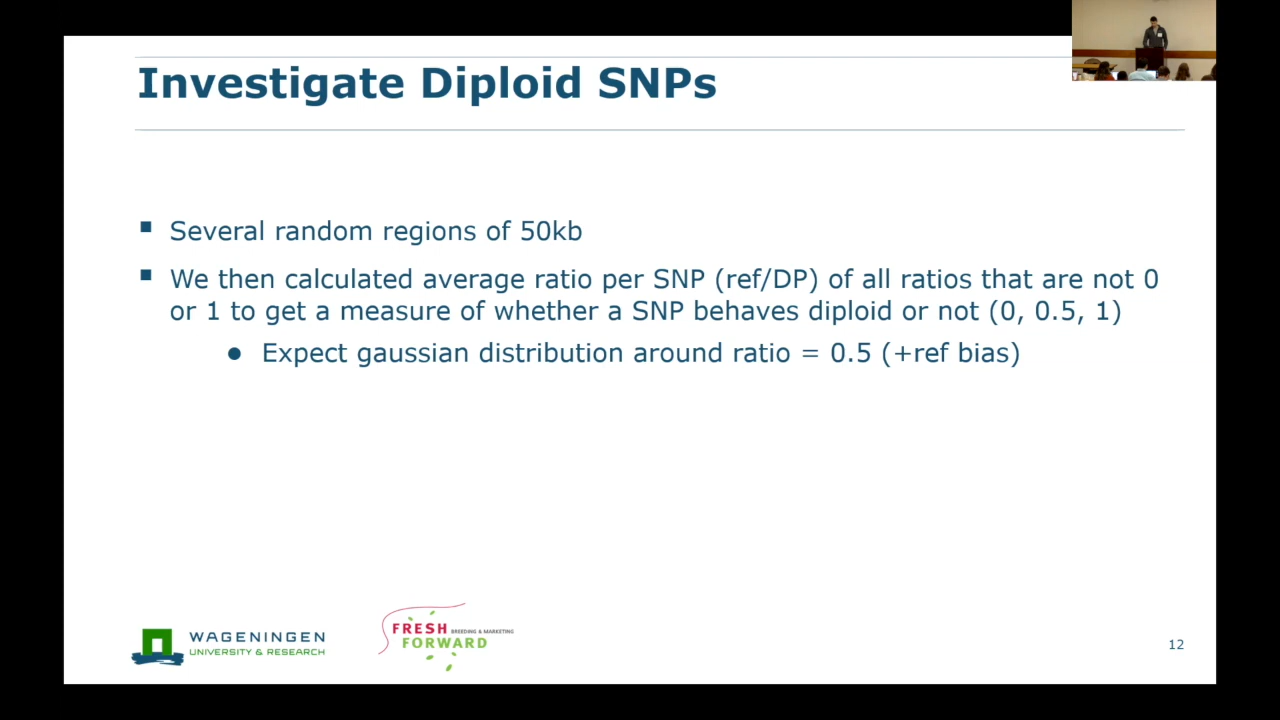 Investigate Diploid SNPs
▪ Several random regions of 50kb
▪ We then calculated average ratio per SNP (ref/DP) of all ratios that are not 0
or 1 to get a measure of whether a SNP behaves diploid or not (0, 0.5, 1)
● Expect gaussian distribution around ratio = 0.5 (+ref bias)
WAGENINGEN
UNIVERSITY & RESEARCH
FRESH BREEDING & MARKETING
FORWARD
12